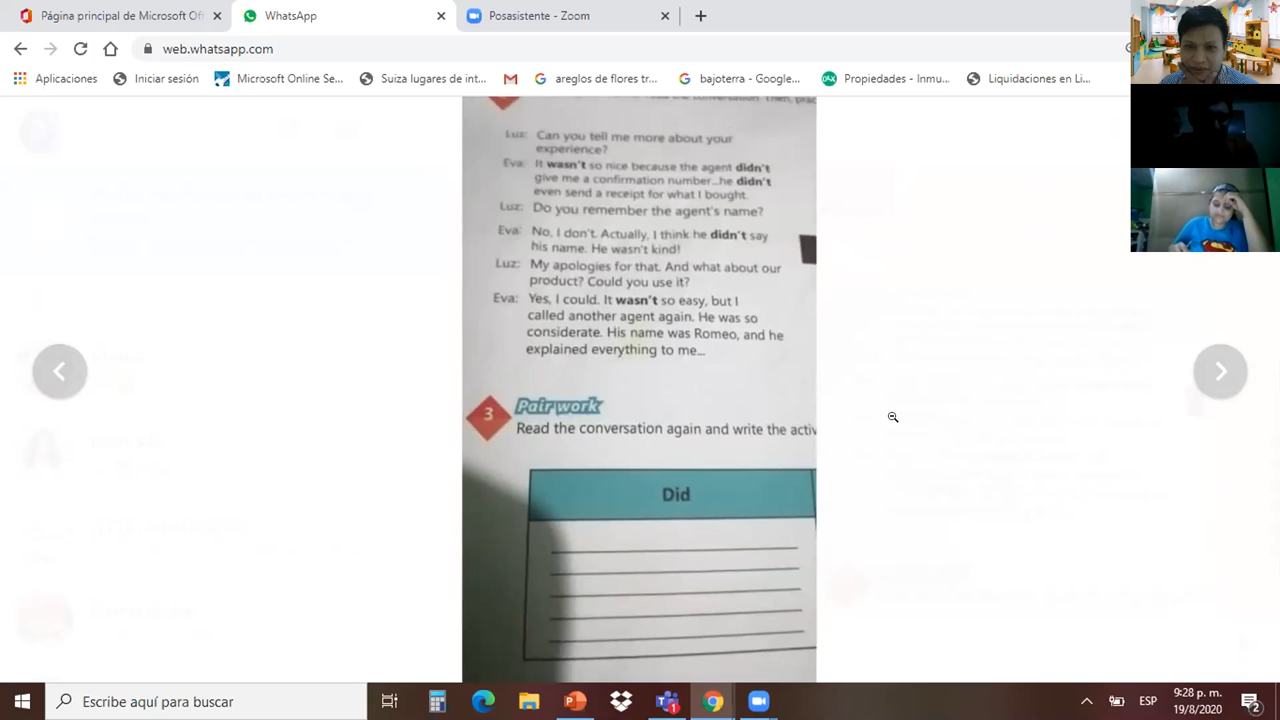 Página principal de Microsoft Of
WhatsApp
Posasistente - Zoom
web.whatsapp.com
Aplicaciones
Iniciar sesión
Microsoft Online Se...
Suiza lugares de int...
areglos de flores tr...
bajoterra - Google...
Propiedades - Inmu...
Liquidaciones en Li...
Luz: Can you tell me more about your
experience?
Eva: It wasn't so nice because the agent didn't
give me a confirmation number...he didn't
even send a receipt for what I bought.
Luz: Do you remember the agent's name?
Eva: No, I don't. Actually, I think he didn't say
his name. He wasn't kind!
Luz: My apologies for that. And what about our
product? Could you use it?
Eva: Yes, I could. It wasn't so easy, but I
called another agent again. He was so
considerate. His name was Romeo, and he
explained everything to me...
3 Pair work
Read the conversation again and write the activ
Did
Escribe aquí para buscar
ESP
9:28 p. m.
19/8/2020
2